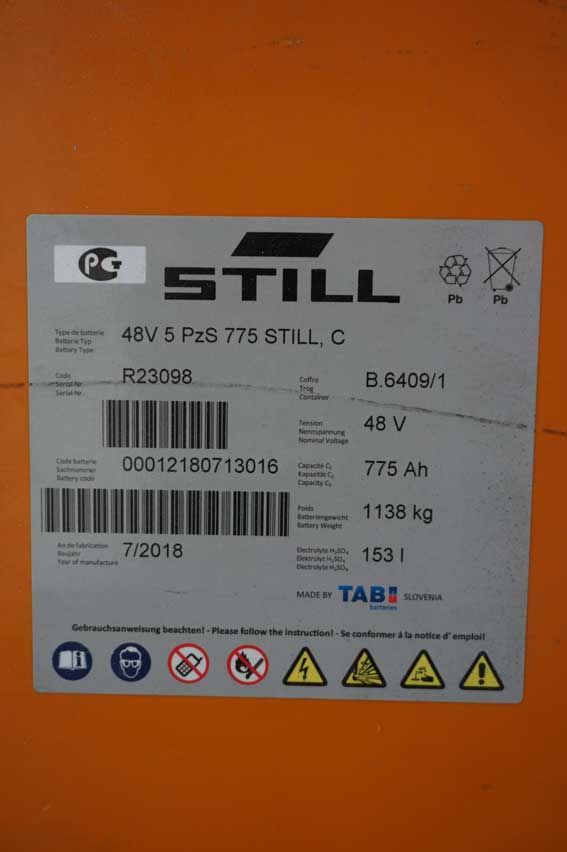 PG
STILL
Pb
Pb
Type de batterie
Batterie Typ
Battery Type
48V 5 PzS 775 STILL, C
Code
Serial-Nr.
Serial-Nr.
R23098
Coffre
Trog
Container
B.6409/1
Tension
Nennspannung
Nominal Voltage
48 V
Code batterie
Sachnummer
Battery code
00012180713016
Capacité C₅
Kapazität C₅
Capacity C₅
775 Ah
Poids
Batteriengewicht
Battery Weight
1138 kg
An de fabrication
Baujahr
Year of manufacture
7/2018
Electrolyte H₂SO₄
Elektrolyt H₂SO₄
Electrolyte H₂SO₄
153 l
MADE BY TAB batteries SLOVENIA
Gebrauchsanweisung beachten! - Please follow the instruction! - Se conformer á la notice d' emploi!